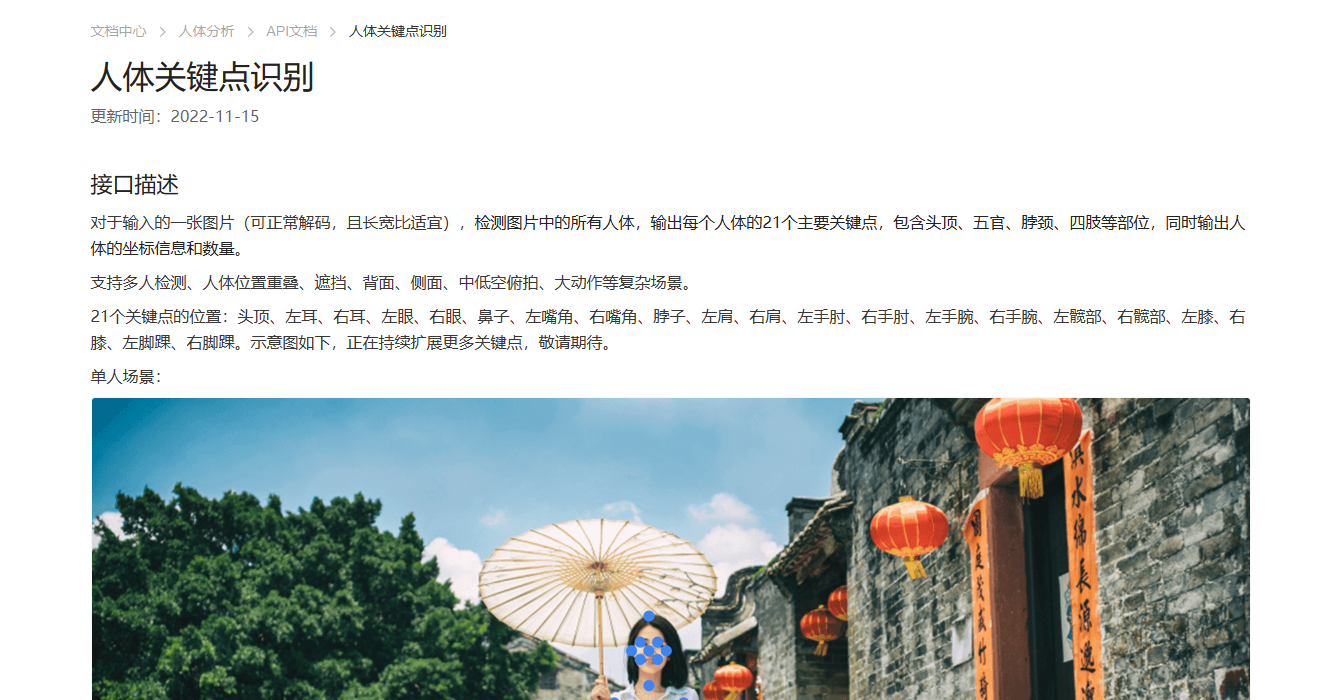 文档中心 > 人体分析 > API文档 > 人体关键点识别
人体关键点识别
更新时间：2022-11-15
接口描述
对于输入的一张图片（可正常解码，且长宽比适宜），检测图片中的所有人体，输出每个人体的21个主要关键点，包含头顶、五官、脖颈、四肢等部位，同时输出人
体的坐标信息和数量。
支持多人检测、人体位置重叠、遮挡、背面、侧面、中低空俯拍、大动作等复杂场景。
21个关键点的位置：头顶、左耳、右耳、左眼、右眼、鼻子、左嘴角、右嘴角、脖子、左肩、右肩、左手肘、右手肘、左手腕、右手腕、左髋部、右髋部、左膝、右
膝、左脚踝、右脚踝。示意图如下，正在持续扩展更多关键点，敬请期待。
单人场景：
水绵長源逸